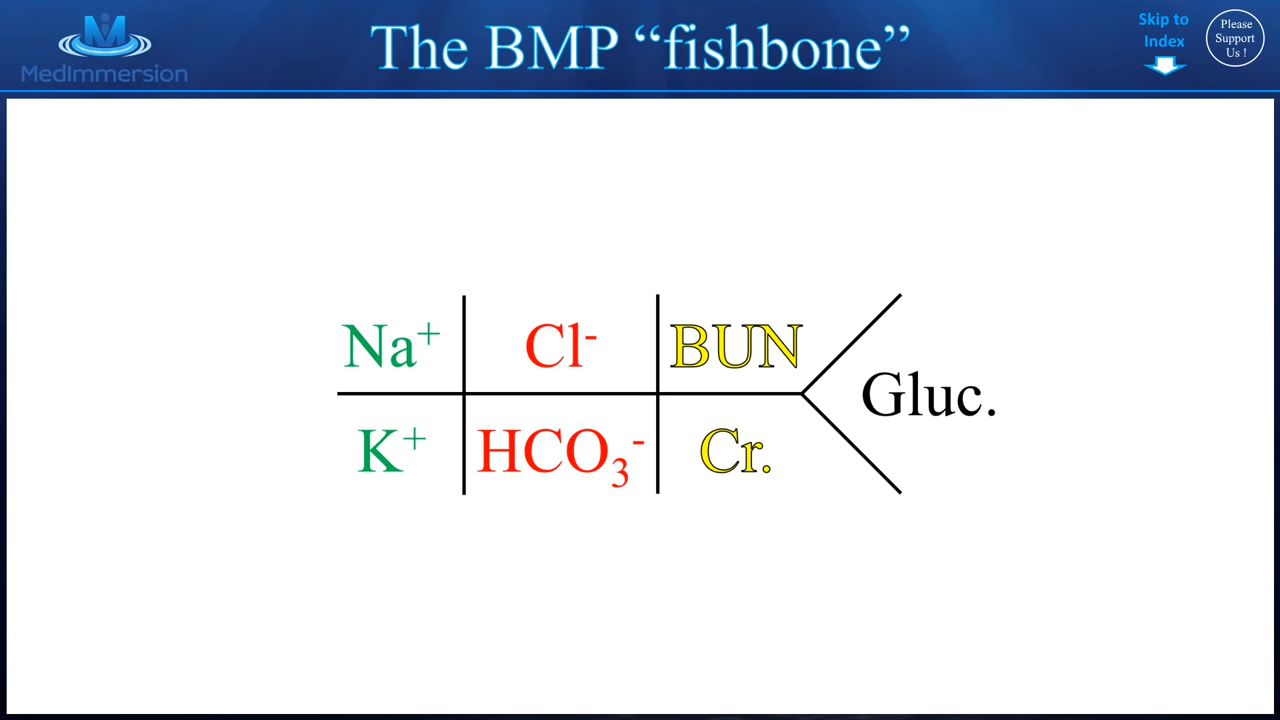 MedImmersion
The BMP “fishbone”
Skip to
Index
Please
Support
Us !
Na⁺
Cl⁻
BUN
Gluc.
K⁺
HCO₃⁻
Cr.